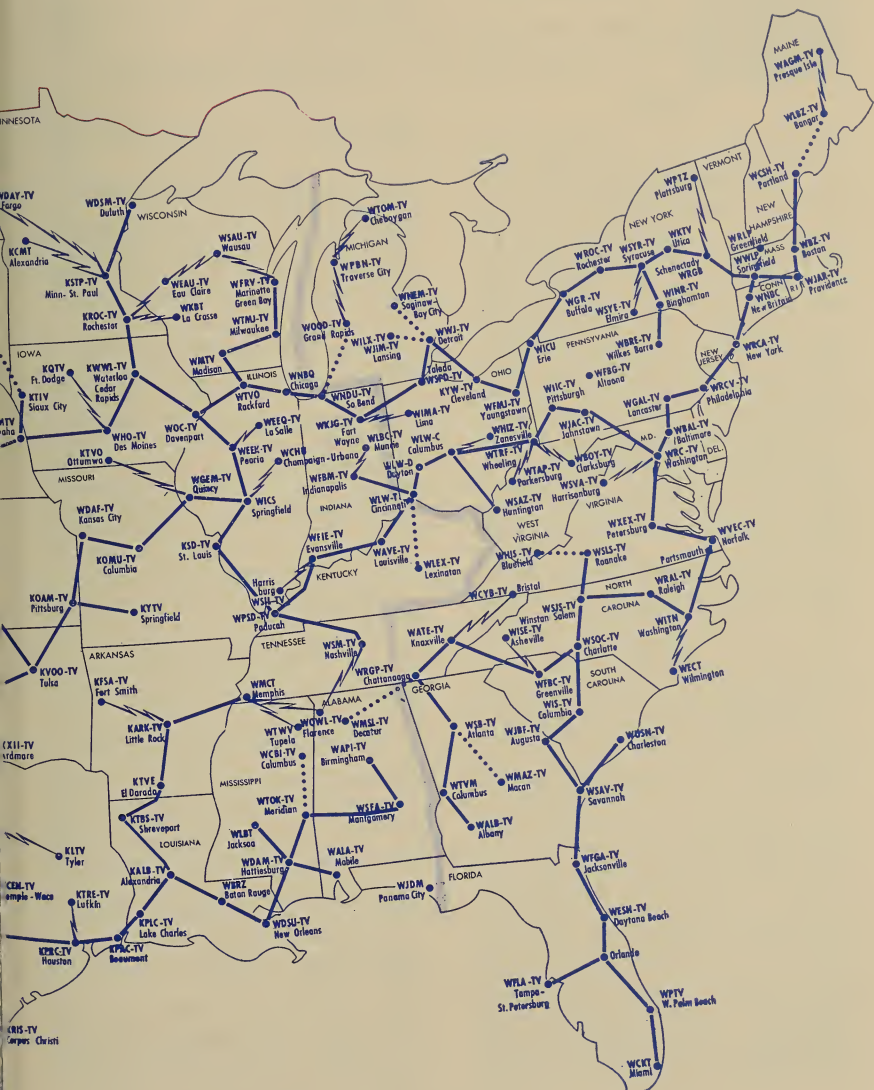 MAINE
WAGM-TV
Presque Isle
WLBZ-TV
Bangor
WCSH-TV
Portland
NEW
HAMPSHIRE
VERMONT
WPTZ
Plattsburg
NEW YORK
WRLP
Greenfield
MASS
WBZ-TV
Boston
WWLP
Springfield
CONN
R I
WJAR-TV
Providence
WNBC
New Britain
WKTV
Utica
WSYR-TV
Syracuse
WROC-TV
Rochester
Schenectady
WRGB
WGR-TV
Buffalo
WSYE-TV
Elmira
WINR-TV
Binghamton
WICU
Erie
PENNSYLVANIA
WBRE-TV
Wilkes Barre
NEW
JERSEY
WRCA-TV
New York
WRCV-TV
Philadelphia
WFBG-TV
Altoona
WGAL-TV
Lancaster
WIIC-TV
Pittsburgh
WJAC-TV
Johnstown
WBAL-TV
Baltimore
MD.
DEL.
WRC-TV
Washington
INNESOTA
WDAY-TV
Fargo
WDSM-TV
Duluth
WISCONSIN
KCMT
Alexandria
WSAU-TV
Wausau
KSTP-TV
Minn- St. Paul
WEAU-TV
Eau Claire
WFRV-TV
Marinette
Green Bay
KROC-TV
Rochester
WKBT
La Crosse
WTMJ-TV
Milwaukee
WTOM-TV
Cheboygan
MICHIGAN
WPBN-TV
Traverse City
WNEM-TV
Saginaw-
Bay City
WOOD-TV
Grand Rapids
WILX-TV
WJIM-TV
Lansing
WWJ-TV
Detroit
IOWA
KQTV
Ft. Dodge
KWWL-TV
Waterloo
Cedar
Rapids
WMTV
Madison
ILLINOIS
KTIV
Sioux City
WTVO
Rockford
WNBQ
Chicago
WNDU-TV
So Bend
Toledo
WSPD-TV
OHIO
KYW-TV
Cleveland
WFMJ-TV
Youngstown
MTV
maha
WHO-TV
Des Moines
WOC-TV
Davenport
WEEQ-TV
La Salle
WKJG-TV
Fort
Wayne
WIMA-TV
Lima
KTVO
Ottumwa
WEEK-TV
Peoria
WCHU
Champaign-Urbana
WLBC-TV
Muncie
WLW-C
Columbus
WHIZ-TV
Zanesville
WTRF-TV
Wheeling
WLW-D
Dayton
WBOY-TV
Clarksburg
WTAP-TV
Parkersburg
MISSOURI
WGEM-TV
Quincy
WICS
Springfield
WFBM-TV
Indianapolis
INDIANA
WLW-T
Cincinnati
WSAZ-TV
Huntington
WSVA-TV
Harrisonburg
VIRGINIA
WEST
VIRGINIA
WXEX-TV
Petersburg
WVEC-TV
Norfolk
Portsmouth
WDAF-TV
Kansas City
KOMU-TV
Columbia
KSD-TV
St. Louis
WFIE-TV
Evansville
WAVE-TV
Louisville
WLEX-TV
Lexington
WHIS-TV
Bluefield
WSLS-TV
Roanoke
KENTUCKY
Harris
burg
WSIL-TV
WPSD-TV
Paducah
KOAM-TV
Pittsburg
KYTV
Springfield
WCYB-TV
Bristol
NORTH
CAROLINA
WRAL-TV
Raleigh
WSJS-TV
Winston Salem
WITN
Washington
TENNESSEE
WSM-TV
Nashville
WATE-TV
Knoxville
WISE-TV
Asheville
WSOC-TV
Charlotte
WECT
Wilmington
KVOO-TV
Tulsa
ARKANSAS
KFSA-TV
Fort Smith
WMCT
Memphis
WRGP-TV
Chattanooga
GEORGIA
WFBC-TV
Greenville
SOUTH
CAROLINA
WIS-TV
Columbia
KARK-TV
Little Rock
ALABAMA
WTWV
Tupelo
WOWL-TV
Florence
WMSL-TV
Decatur
WSB-TV
Atlanta
WJBF-TV
Augusta
WUSN-TV
Charleston
KXII-TV
Ardmore
WCBI-TV
Columbus
WAPI-TV
Birmingham
WMAZ-TV
Macon
KTVE
El Dorado
MISSISSIPPI
WTVM
Columbus
WSAV-TV
Savannah
KTBS-TV
Shreveport
WTOK-TV
Meridian
WSFA-TV
Montgomery
LOUISIANA
WLBT
Jackson
WALB-TV
Albany
KLTV
Tyler
WDAM-TV
Hattiesburg
WALA-TV
Mobile
WFGA-TV
Jacksonville
KALB-TV
Alexandria
FLORIDA
WJDM
Panama City
CEN-TV
emple - Waco
KTRE-TV
Lufkin
WBRZ
Baton Rouge
WESH-TV
Daytona Beach
KPLC-TV
Lake Charles
WDSU-TV
New Orleans
KPRC-TV
Houston
KPAC-TV
Beaumont
Orlando
WFLA-TV
Tampa-
St. Petersburg
WPTV
W. Palm Beach
KRIS-TV
Corpus Christi
WCKT
Miami